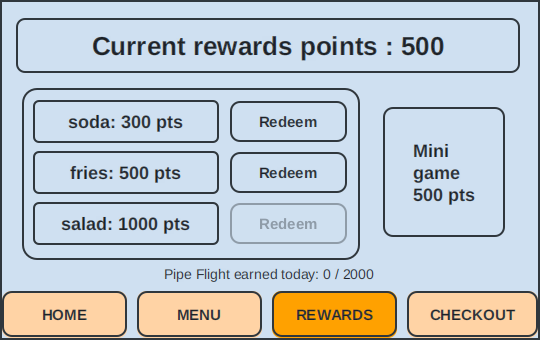 Current rewards points : 500
soda: 300 pts
Redeem
fries: 500 pts
Redeem
salad: 1000 pts
Redeem
Mini
game
500 pts
Pipe Flight earned today: 0 / 2000
HOME
MENU
REWARDS
CHECKOUT